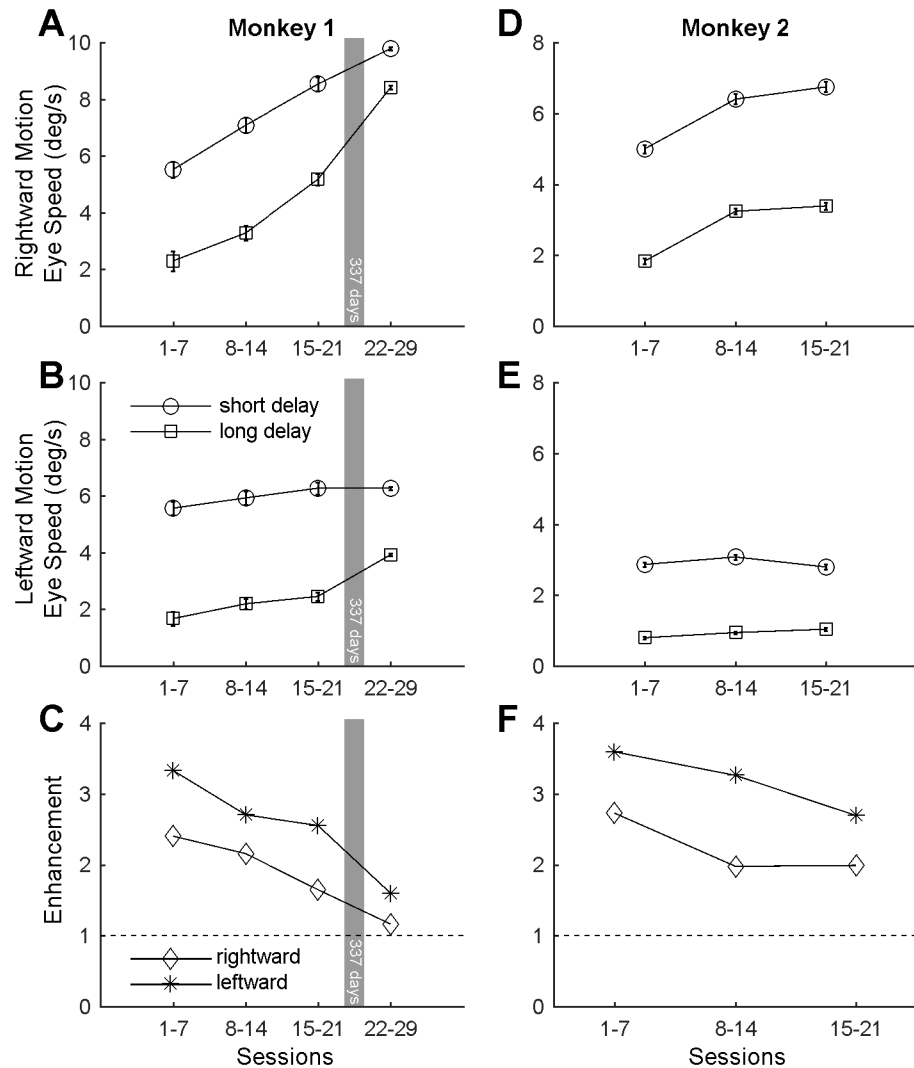 A
Monkey 1
10
8
6
4
2
0
Rightward Motion
Eye Speed (deg/s)
337 days
1-7 8-14 15-21 22-29
D
Monkey 2
8
6
4
2
0
1-7 8-14 15-21
B
10
8
6
4
2
0
Leftward Motion
Eye Speed (deg/s)
short delay
long delay
337 days
1-7 8-14 15-21 22-29
E
8
6
4
2
0
1-7 8-14 15-21
C
4
3
2
1
0
Enhancement
rightward
leftward
337 days
1-7 8-14 15-21 22-29
Sessions
F
4
3
2
1
0
1-7 8-14 15-21
Sessions